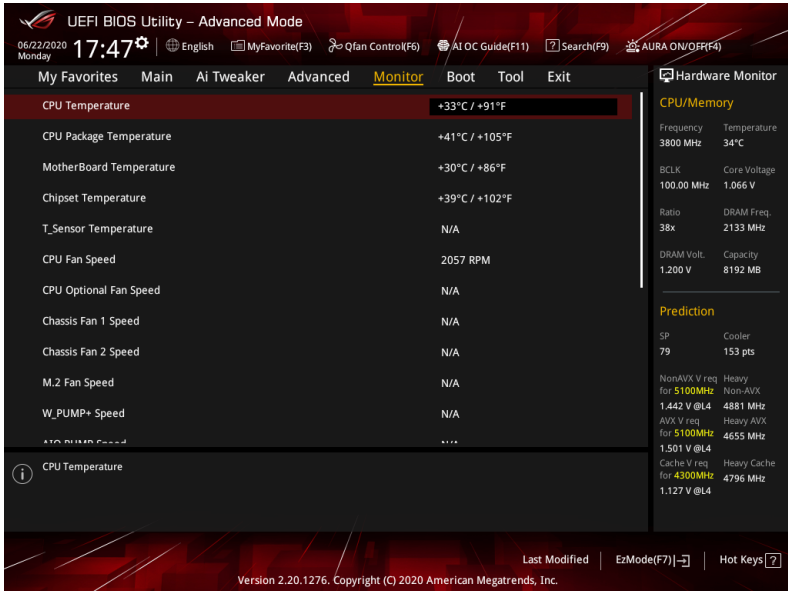 UEFI BIOS Utility – Advanced Mode
06/22/2020 Monday 17:47 English MyFavorite(F3) Qfan Control(F6) AI OC Guide(F11) ? Search(F9) AURA ON/OFF(F4)
My Favorites Main Ai Tweaker Advanced Monitor Boot Tool Exit
CPU Temperature +33°C / +91°F
CPU Package Temperature +41°C / +105°F
MotherBoard Temperature +30°C / +86°F
Chipset Temperature +39°C / +102°F
T_Sensor Temperature N/A
CPU Fan Speed 2057 RPM
CPU Optional Fan Speed N/A
Chassis Fan 1 Speed N/A
Chassis Fan 2 Speed N/A
M.2 Fan Speed N/A
W_PUMP+ Speed N/A
AIO PUMP Speed N/A
i CPU Temperature
Hardware Monitor
CPU/Memory
Frequency Temperature
3800 MHz 34°C
BCLK Core Voltage
100.00 MHz 1.066 V
Ratio DRAM Freq.
38x 2133 MHz
DRAM Volt. Capacity
1.200 V 8192 MB
Prediction
SP Cooler
79 153 pts
NonAVX V req Heavy
for 5100MHz Non-AVX
1.442 V @L4 4881 MHz
AVX V req Heavy AVX
for 5100MHz 4655 MHz
1.501 V @L4
Cache V req Heavy Cache
for 4300MHz 4796 MHz
1.127 V @L4
Last Modified EzMode(F7) Hot Keys ?
Version 2.20.1276. Copyright (C) 2020 American Megatrends, Inc.